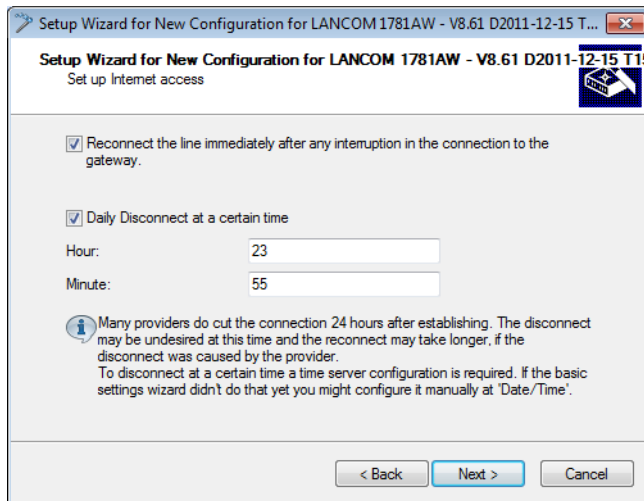 Setup Wizard for New Configuration for LANCOM 1781AW - V8.61 D2011-12-15 T...
Setup Wizard for New Configuration for LANCOM 1781AW - V8.61 D2011-12-15 T15
Set up Internet access
Reconnect the line immediately after any interruption in the connection to the
gateway.
Daily Disconnect at a certain time
Hour: 23
Minute: 55
Many providers do cut the connection 24 hours after establishing. The disconnect
may be undesired at this time and the reconnect may take longer, if the
disconnect was caused by the provider.
To disconnect at a certain time a time server configuration is required. If the basic
settings wizard didn't do that yet you might configure it manually at 'Date/Time'.
< Back Next > Cancel